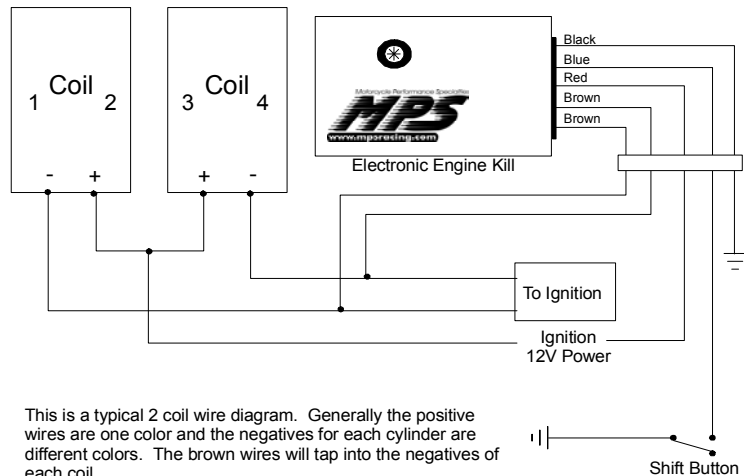 Coil
1 2
Coil
3 4
- +
+ -
Motorcycle Performance Specialties
MPS
www.mpsracing.com
Electronic Engine Kill
Black
Blue
Red
Brown
Brown
To Ignition
Ignition
12V Power
This is a typical 2 coil wire diagram. Generally the positive
wires are one color and the negatives for each cylinder are
different colors. The brown wires will tap into the negatives of
each coil
Shift Button